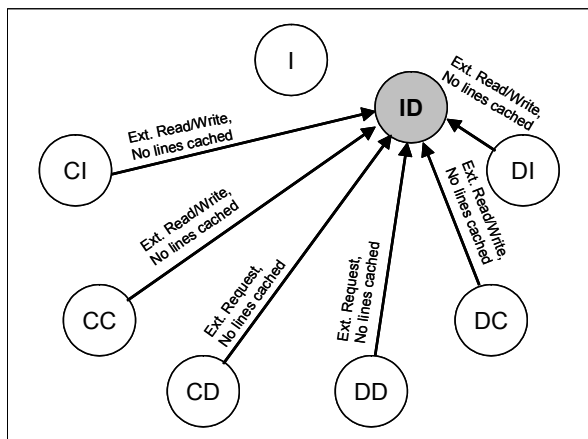 I
ID
Ext. Read/Write,
No lines cached
Ext. Read/Write,
No lines cached
CI
DI
Ext. Read/Write,
No lines cached
Ext. Read/Write,
No lines cached
Ext. Request,
No lines cached
Ext. Request,
No lines cached
CC
DC
CD
DD